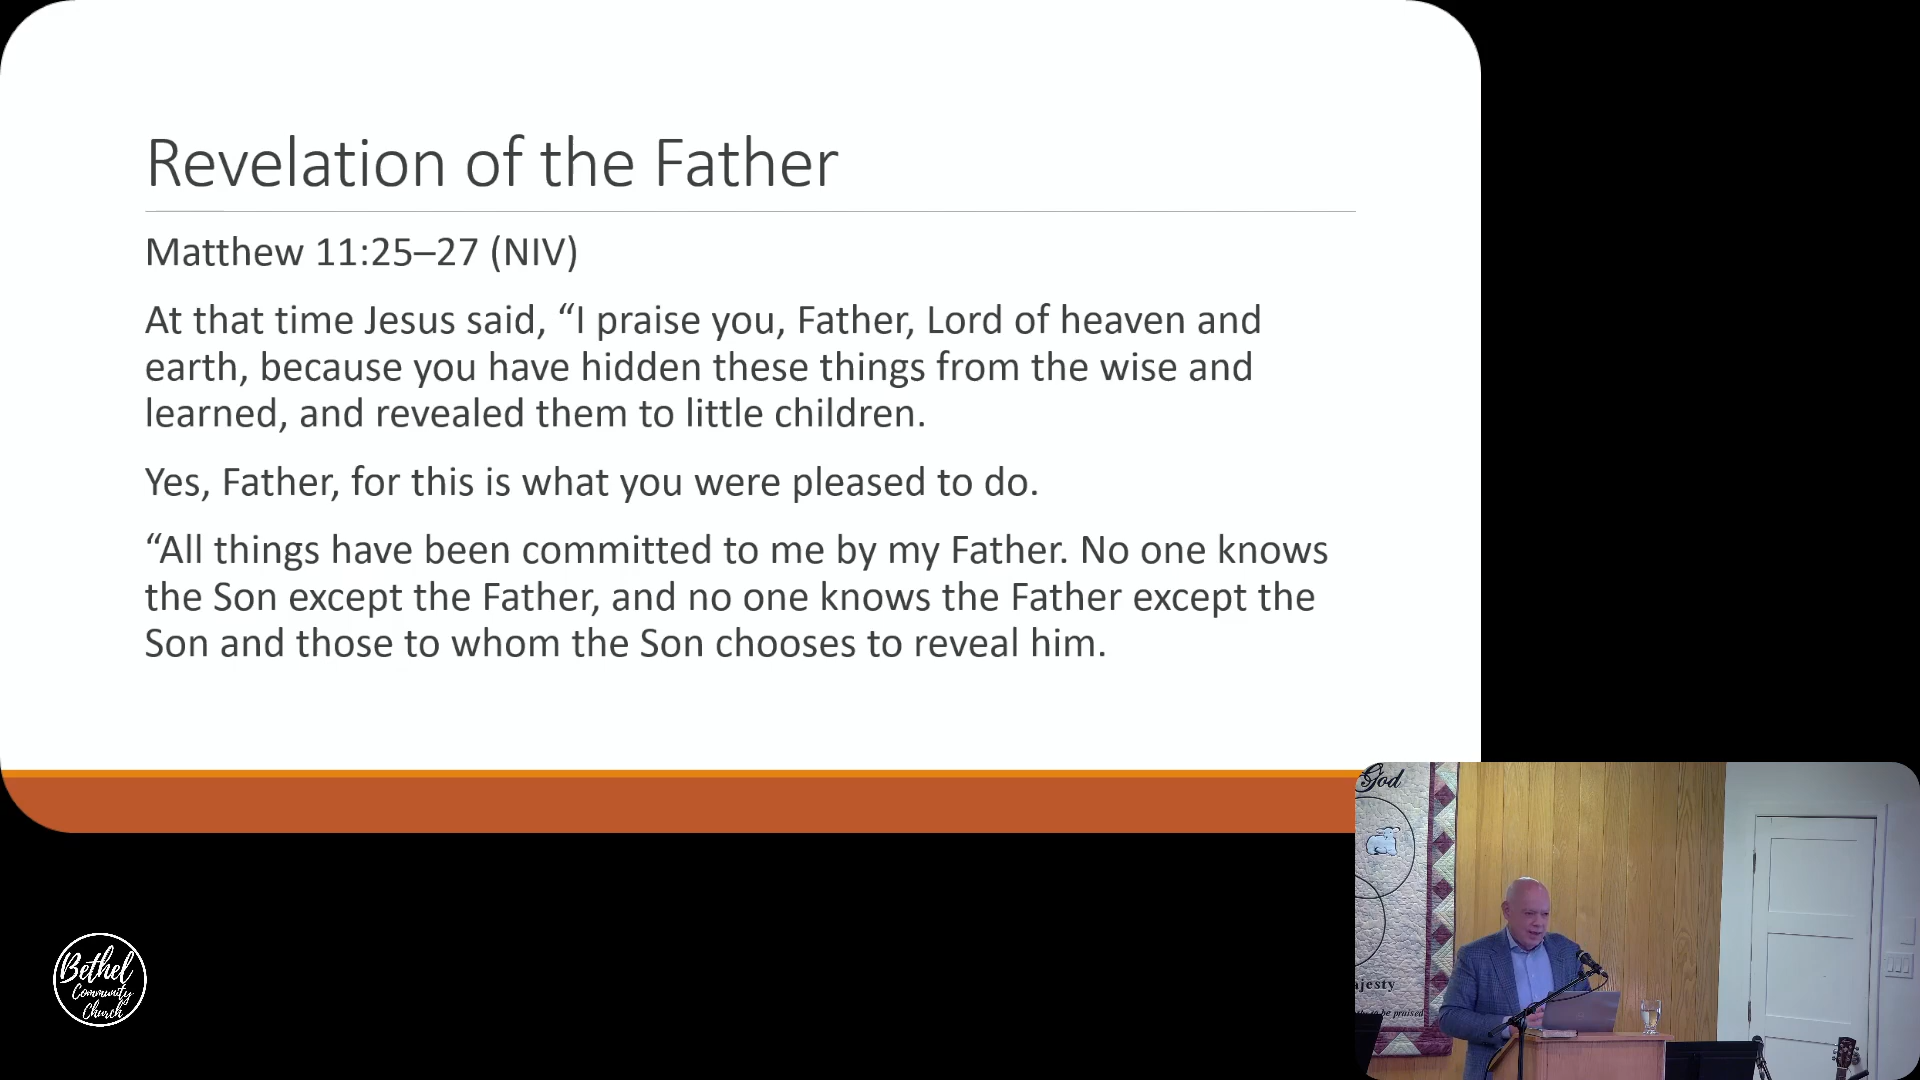 Revelation of the Father
Matthew 11:25–27 (NIV)
At that time Jesus said, “I praise you, Father, Lord of heaven and
earth, because you have hidden these things from the wise and
learned, and revealed them to little children.
Yes, Father, for this is what you were pleased to do.
“All things have been committed to me by my Father. No one knows
the Son except the Father, and no one knows the Father except the
Son and those to whom the Son chooses to reveal him.
God
ajesty
to be praised
Bethel
Community
Church